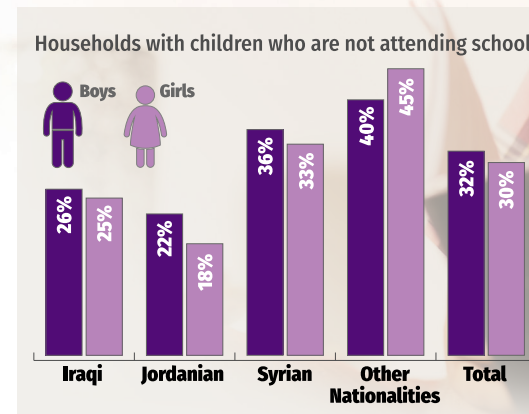 Households with children who are not attending school
Boys
Girls
26%
25%
22%
18%
36%
33%
40%
45%
32%
30%
Iraqi
Jordanian
Syrian
Other
Nationalities
Total